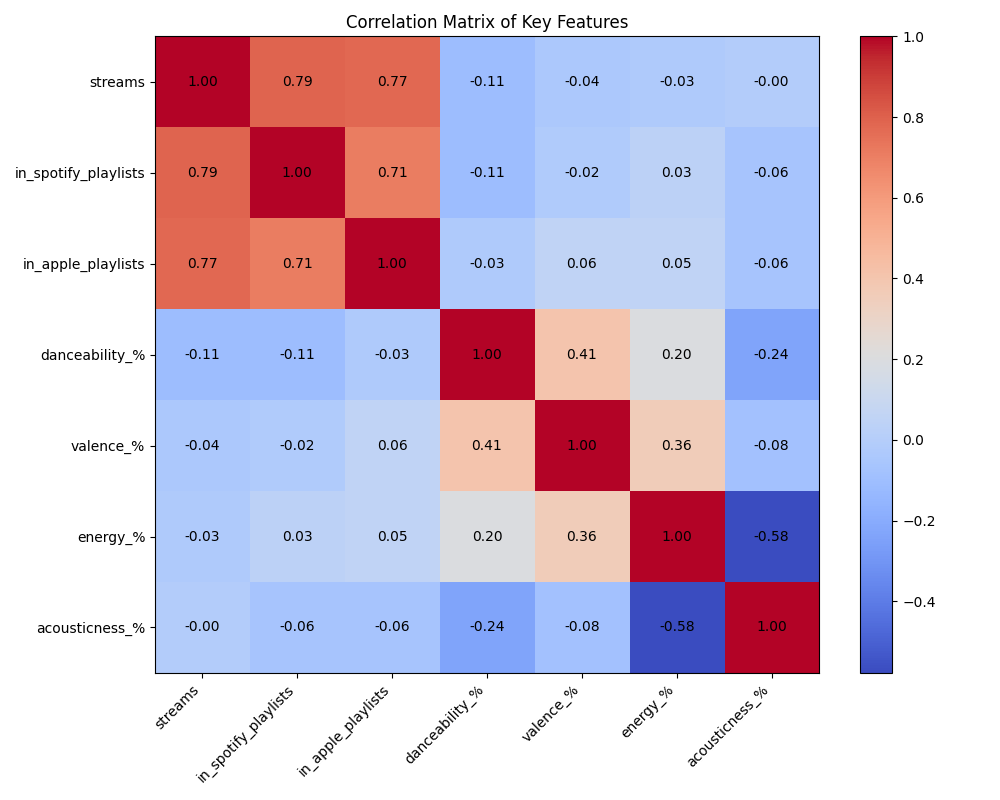 Correlation Matrix of Key Features
streams 1.00 0.79 0.77 -0.11 -0.04 -0.03 -0.00
in_spotify_playlists 0.79 1.00 0.71 -0.11 -0.02 0.03 -0.06
in_apple_playlists 0.77 0.71 1.00 -0.03 0.06 0.05 -0.06
danceability_% -0.11 -0.11 -0.03 1.00 0.41 0.20 -0.24
valence_% -0.04 -0.02 0.06 0.41 1.00 0.36 -0.08
energy_% -0.03 0.03 0.05 0.20 0.36 1.00 -0.58
acousticness_% -0.00 -0.06 -0.06 -0.24 -0.08 -0.58 1.00
streams
in_spotify_playlists
in_apple_playlists
danceability_%
valence_%
energy_%
acousticness_%
1.0
0.8
0.6
0.4
0.2
0.0
−0.2
−0.4